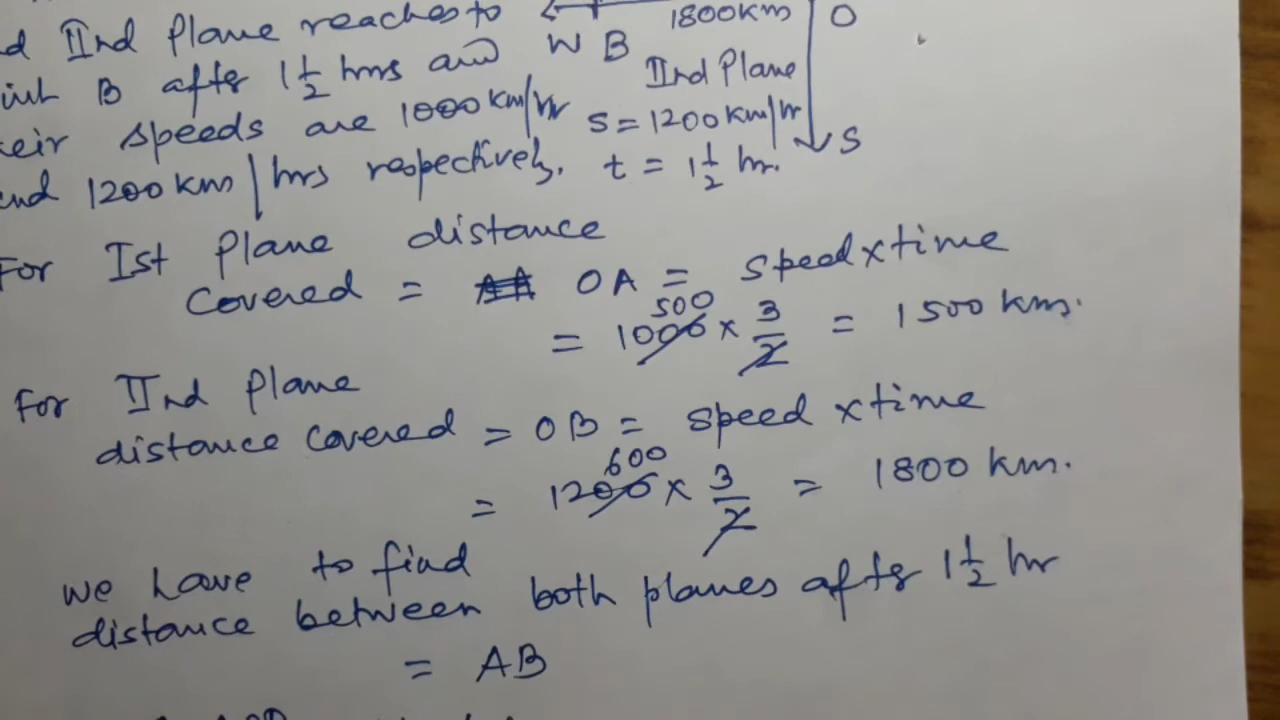 d IInd Plane reaches to
W B 1800km O
int B after 1 1/2 hrs and
IInd Plane
eir speeds are 1000 km/hr
S = 1200 km/hr
S
and 1200 km/hrs respectively.
t = 1 1/2 hr.
For Ist Plane distance
covered = OA = speed x time
500
= 1000 x 3/2 = 1500 km.
For IInd Plane
distance covered = OB = speed x time
600
= 1200 x 3/2 = 1800 km.
we have to find
distance between both planes after 1 1/2 hr
= AB